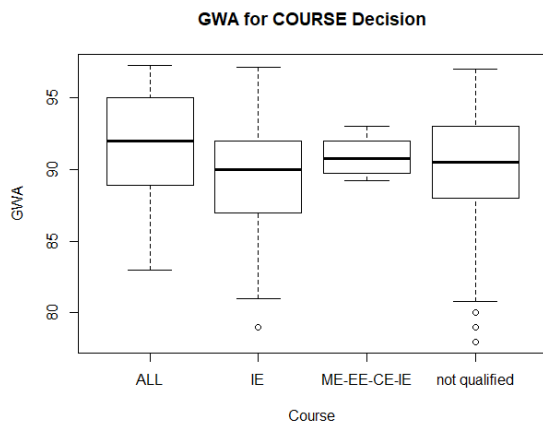 GWA for COURSE Decision
GWA
95
90
85
80
ALL IE ME-EE-CE-IE not qualified
Course